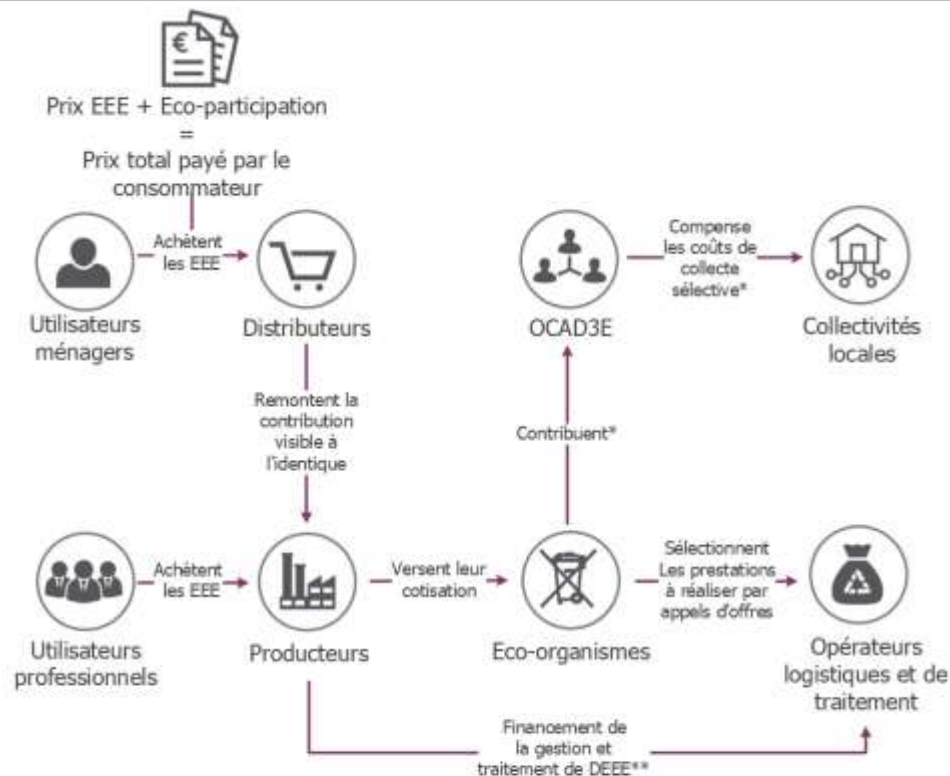 €
Prix EEE + Eco-participation
=
Prix total payé par le
consommateur
Achètent
les EEE
Utilisateurs
ménagers
Distributeurs
Compense
les coûts de
collecte
sélective*
OCAD3E
Collectivités
locales
Remontent la
contribution
visible à
l'identique
Contribuent*
Achètent
les EEE
Utilisateurs
professionnels
Versent leur
cotisation
Producteurs
Eco-organismes
Sélectionnent
Les prestations
à réaliser par
appels d'offres
Opérateurs
logistiques et de
traitement
Financement de
la gestion et
traitement de DEEE**